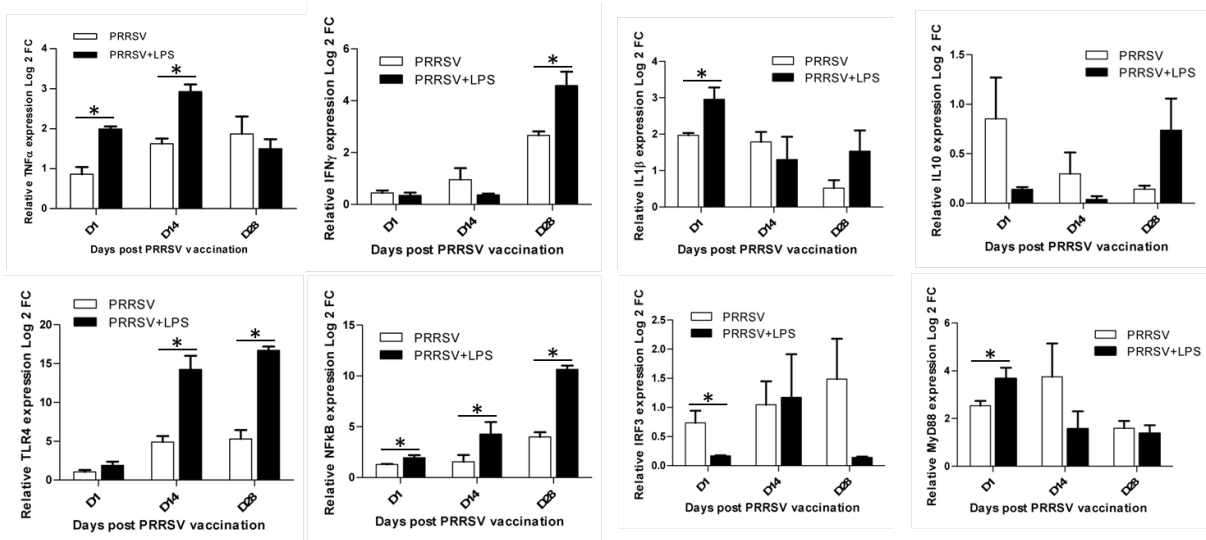 Relative TNFα expression Log 2 FC
PRRSV
PRRSV+LPS
4
3
2
1
0
*
*
D1
D14
D28
Days post PRRSV vaccination
Relative IFNγ expression Log 2 FC
PRRSV
PRRSV+LPS
6
4
2
0
*
D1
D14
D28
Days post PRRSV vaccination
Relative IL1β expression Log 2 FC
PRRSV
PRRSV+LPS
4
3
2
1
0
*
D1
D14
D28
Days post PRRSV vaccination
Relative IL10 expression Log 2 FC
PRRSV
PRRSV+LPS
1.5
1.0
0.5
0.0
D1
D14
D28
Days post PRRSV vaccination
Relative TLR4 expression Log 2 FC
PRRSV
PRRSV+LPS
20
15
10
5
0
*
*
D1
D14
D28
Days post PRRSV vaccination
Relative NFkB expression Log 2 FC
PRRSV
PRRSV+LPS
15
10
5
0
*
*
*
D1
D14
D28
Days post PRRSV vaccination
Relative IRF3 expression Log 2 FC
PRRSV
PRRSV+LPS
2.5
2.0
1.5
1.0
0.5
0.0
*
D1
D14
D28
Days post PRRSV vaccination
Relative MyD88 expression Log 2 FC
PRRSV
PRRSV+LPS
6
4
2
0
*
D1
D14
D28
Days post PRRSV vaccination